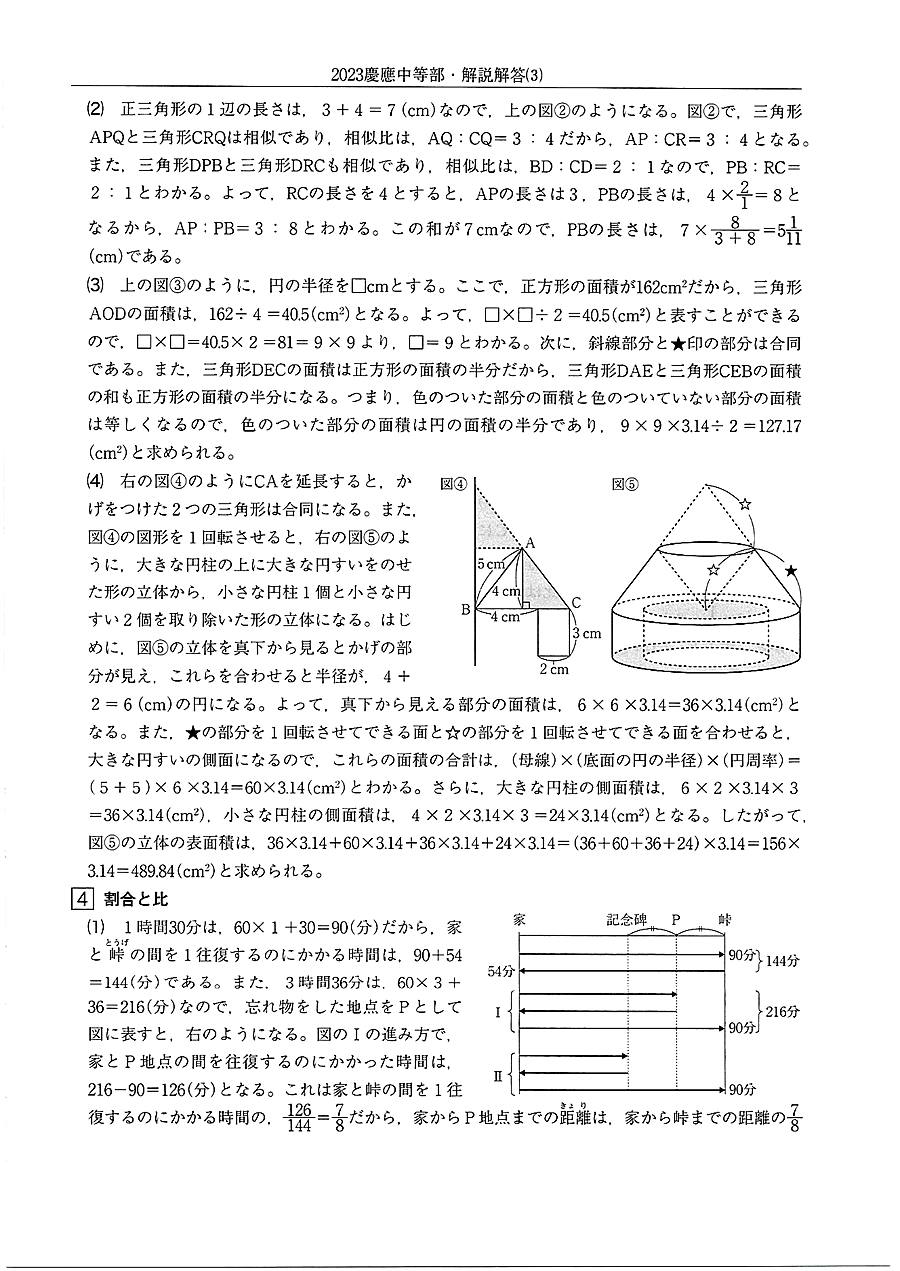 2023慶應中等部・解説解答(3)
⑵ 正三角形の1辺の長さは，3＋4＝7(cm)なので，上の図②のようになる。図②で，三角形
APQと三角形CRQは相似であり，相似比は，AQ：CQ＝3：4だから，AP：CR＝3：4となる。
また，三角形DPBと三角形DRCも相似であり，相似比は，BD：CD＝2：1なので，PB：RC＝
2：1とわかる。よって，RCの長さを4とすると，APの長さは3，PBの長さは，4×2/1＝8と
なるから，AP：PB＝3：8とわかる。この和が7cmなので，PBの長さは，7×8/(3＋8)＝5 1/11
(cm)である。
⑶ 上の図③のように，円の半径を□cmとする。ここで，正方形の面積が162cm²だから，三角形
AODの面積は，162÷4＝40.5(cm²)となる。よって，□×□÷2＝40.5(cm²)と表すことができる
ので，□×□＝40.5×2＝81＝9×9より，□＝9とわかる。次に，斜線部分と★印の部分は合同
である。また，三角形DECの面積は正方形の面積の半分だから，三角形DAEと三角形CEBの面積
の和も正方形の面積の半分になる。つまり，色のついた部分の面積と色のついていない部分の面積
は等しくなるので，色のついた部分の面積は円の面積の半分であり，9×9×3.14÷2＝127.17
(cm²)と求められる。
⑷ 右の図④のようにCAを延長すると，か
げをつけた2つの三角形は合同になる。また，
図④の図形を1回転させると，右の図⑤のよ
うに，大きな円柱の上に大きな円すいをのせ
た形の立体から，小さな円柱1個と小さな円
すい2個を取り除いた形の立体になる。はじ
めに，図⑤の立体を真下から見るとかげの部
分が見え，これらを合わせると半径が，4＋
図④
A
5cm
4cm
B
4cm
C
3cm
2cm
図⑤
☆
☆
★
2＝6(cm)の円になる。よって，真下から見える部分の面積は，6×6×3.14＝36×3.14(cm²)と
なる。また，★の部分を1回転させてできる面と☆の部分を1回転させてできる面を合わせると，
大きな円すいの側面になるので，これらの面積の合計は，(母線)×(底面の円の半径)×(円周率)＝
(5＋5)×6×3.14＝60×3.14(cm²)とわかる。さらに，大きな円柱の側面積は，6×2×3.14×3
＝36×3.14(cm²)，小さな円柱の側面積は，4×2×3.14×3＝24×3.14(cm²)となる。したがって，
図⑤の立体の表面積は，36×3.14＋60×3.14＋36×3.14＋24×3.14＝(36＋60＋36＋24)×3.14＝156×
3.14＝489.84(cm²)と求められる。
4 割合と比
⑴ 1時間30分は，60×1＋30＝90(分)だから，家
とうげ
と峠の間を1往復するのにかかる時間は，90＋54
＝144(分)である。また，3時間36分は，60×3＋
36＝216(分)なので，忘れ物をした地点をPとして
図に表すと，右のようになる。図のⅠの進み方で，
家とP地点の間を往復するのにかかった時間は，
216－90＝126(分)となる。これは家と峠の間を1往
家 記念碑 P 峠
90分
144分
54分
Ⅰ
216分
90分
Ⅱ
90分
きょり
復するのにかかる時間の，126/144＝7/8だから，家からP地点までの距離は，家から峠までの距離の7/8